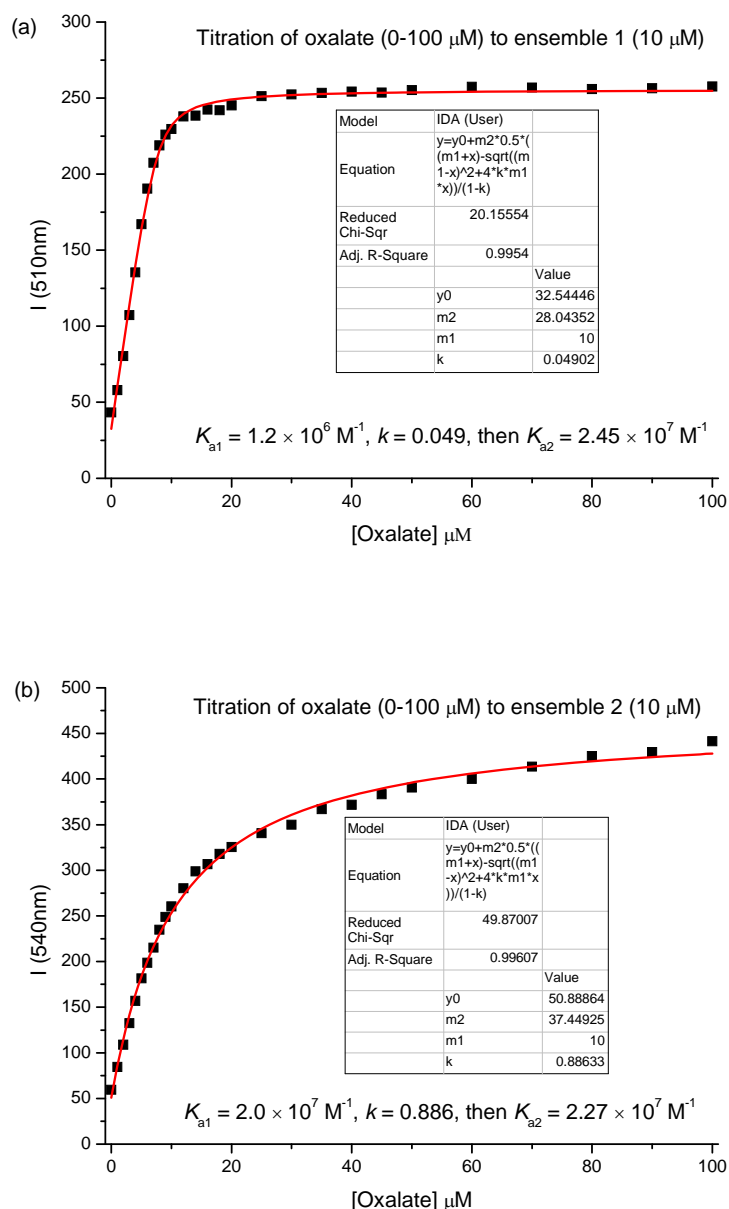 (a)
Titration of oxalate (0-100 μM) to ensemble 1 (10 μM)
300
250
200
150
100
50
0
I (510nm)
Model IDA (User)
Equation y=y0+m2*0.5*(
(m1+x)-sqrt((m
1-x)^2+4*k*m1
*x))/(1-k)
Reduced
Chi-Sqr 20.15554
Adj. R-Square 0.9954
Value
y0 32.54446
m2 28.04352
m1 10
k 0.04902
Ka1 = 1.2 × 10^6 M^-1, k = 0.049, then Ka2 = 2.45 × 10^7 M^-1
0 20 40 60 80 100
[Oxalate] μM
(b)
Titration of oxalate (0-100 μM) to ensemble 2 (10 μM)
500
450
400
350
300
250
200
150
100
50
0
I (540nm)
Model IDA (User)
Equation y=y0+m2*0.5*((
m1+x)-sqrt((m1
-x)^2+4*k*m1*x
))/(1-k)
Reduced
Chi-Sqr 49.87007
Adj. R-Square 0.99607
Value
y0 50.88864
m2 37.44925
m1 10
k 0.88633
Ka1 = 2.0 × 10^7 M^-1, k = 0.886, then Ka2 = 2.27 × 10^7 M^-1
0 20 40 60 80 100
[Oxalate] μM